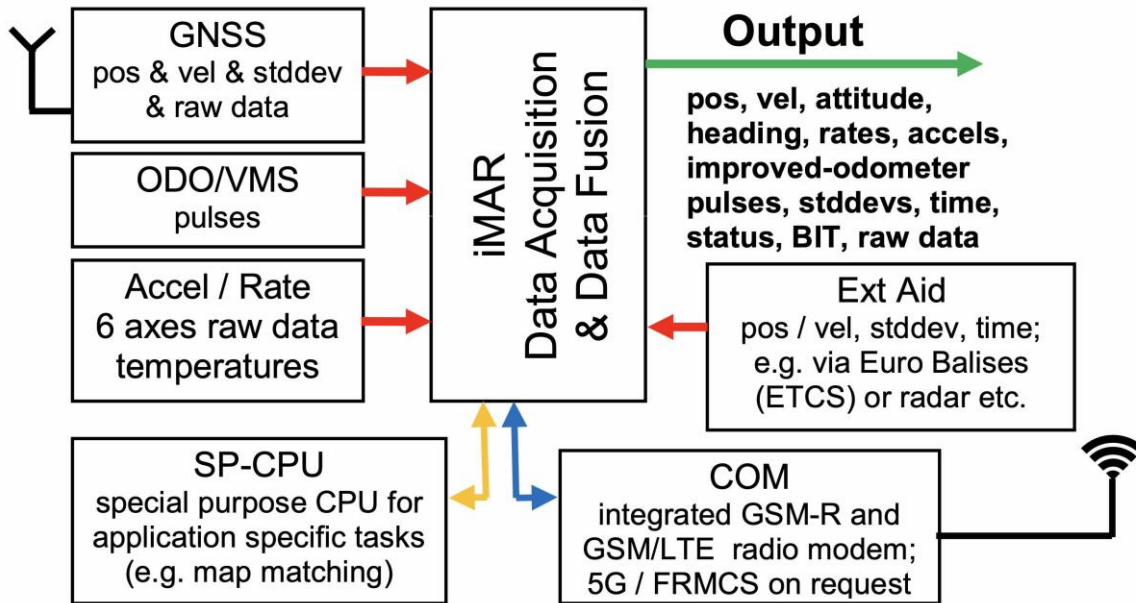 GNSS
pos & vel & stddev
& raw data
ODO/VMS
pulses
Accel / Rate
6 axes raw data
temperatures
iMAR
Data Acquisition
& Data Fusion
Output
pos, vel, attitude,
heading, rates, accels,
improved-odometer
pulses, stddevs, time,
status, BIT, raw data
Ext Aid
pos / vel, stddev, time;
e.g. via Euro Balises
(ETCS) or radar etc.
SP-CPU
special purpose CPU for
application specific tasks
(e.g. map matching)
COM
integrated GSM-R and
GSM/LTE radio modem;
5G / FRMCS on request